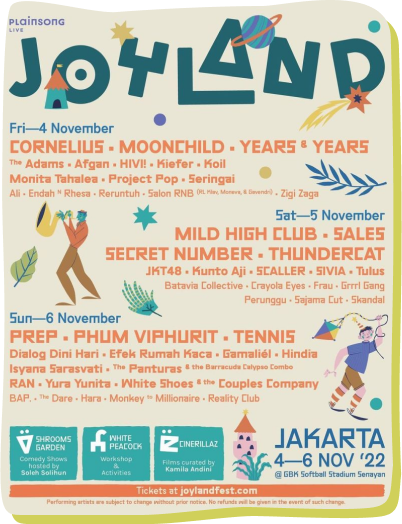 PLAINSONG
LIVE
JOYLAND
Fri—4 November
CORNELIUS • MOONCHILD • YEARS & YEARS
The Adams • Afgan • HIVI! • Kiefer • Koil
Monita Tahalea • Project Pop • Seringai
Ali • Endah N Rhesa • Reruntuh • Salon RNB • Zigi Zaga
Sat—5 November
MILD HIGH CLUB • SALES
SECRET NUMBER • THUNDERCAT
JKT48 • Kunto Aji • SCALLER • SIVIA • Tulus
Batavia Collective • Crayola Eyes • Frau • Grrrl Gang
Perunggu • Sajama Cut • Skandal
Sun—6 November
PREP • PHUM VIPHURIT • TENNIS
Dialog Dini Hari • Efek Rumah Kaca • Gamaliél • Hindia
Isyana Sarasvati • The Panturas & the Barracuda Calypso Combo
RAN • Yura Yunita • White Shoes & the Couples Company
BAP. • The Dare • Hara • Monkey to Millionaire • Reality Club
SHROOMS
GARDEN
Comedy Shows
hosted by
Soleh Solihun
WHITE
PEACOCK
Workshop
&
Activities
CINERILLAZ
Films curated by
Kamila Andini
JAKARTA
4—6 NOV '22
@ GBK Softball Stadium Senayan
Tickets at joylandfest.com
Performing artists are subject to change without prior notice. No refunds will be given in the event of such change.